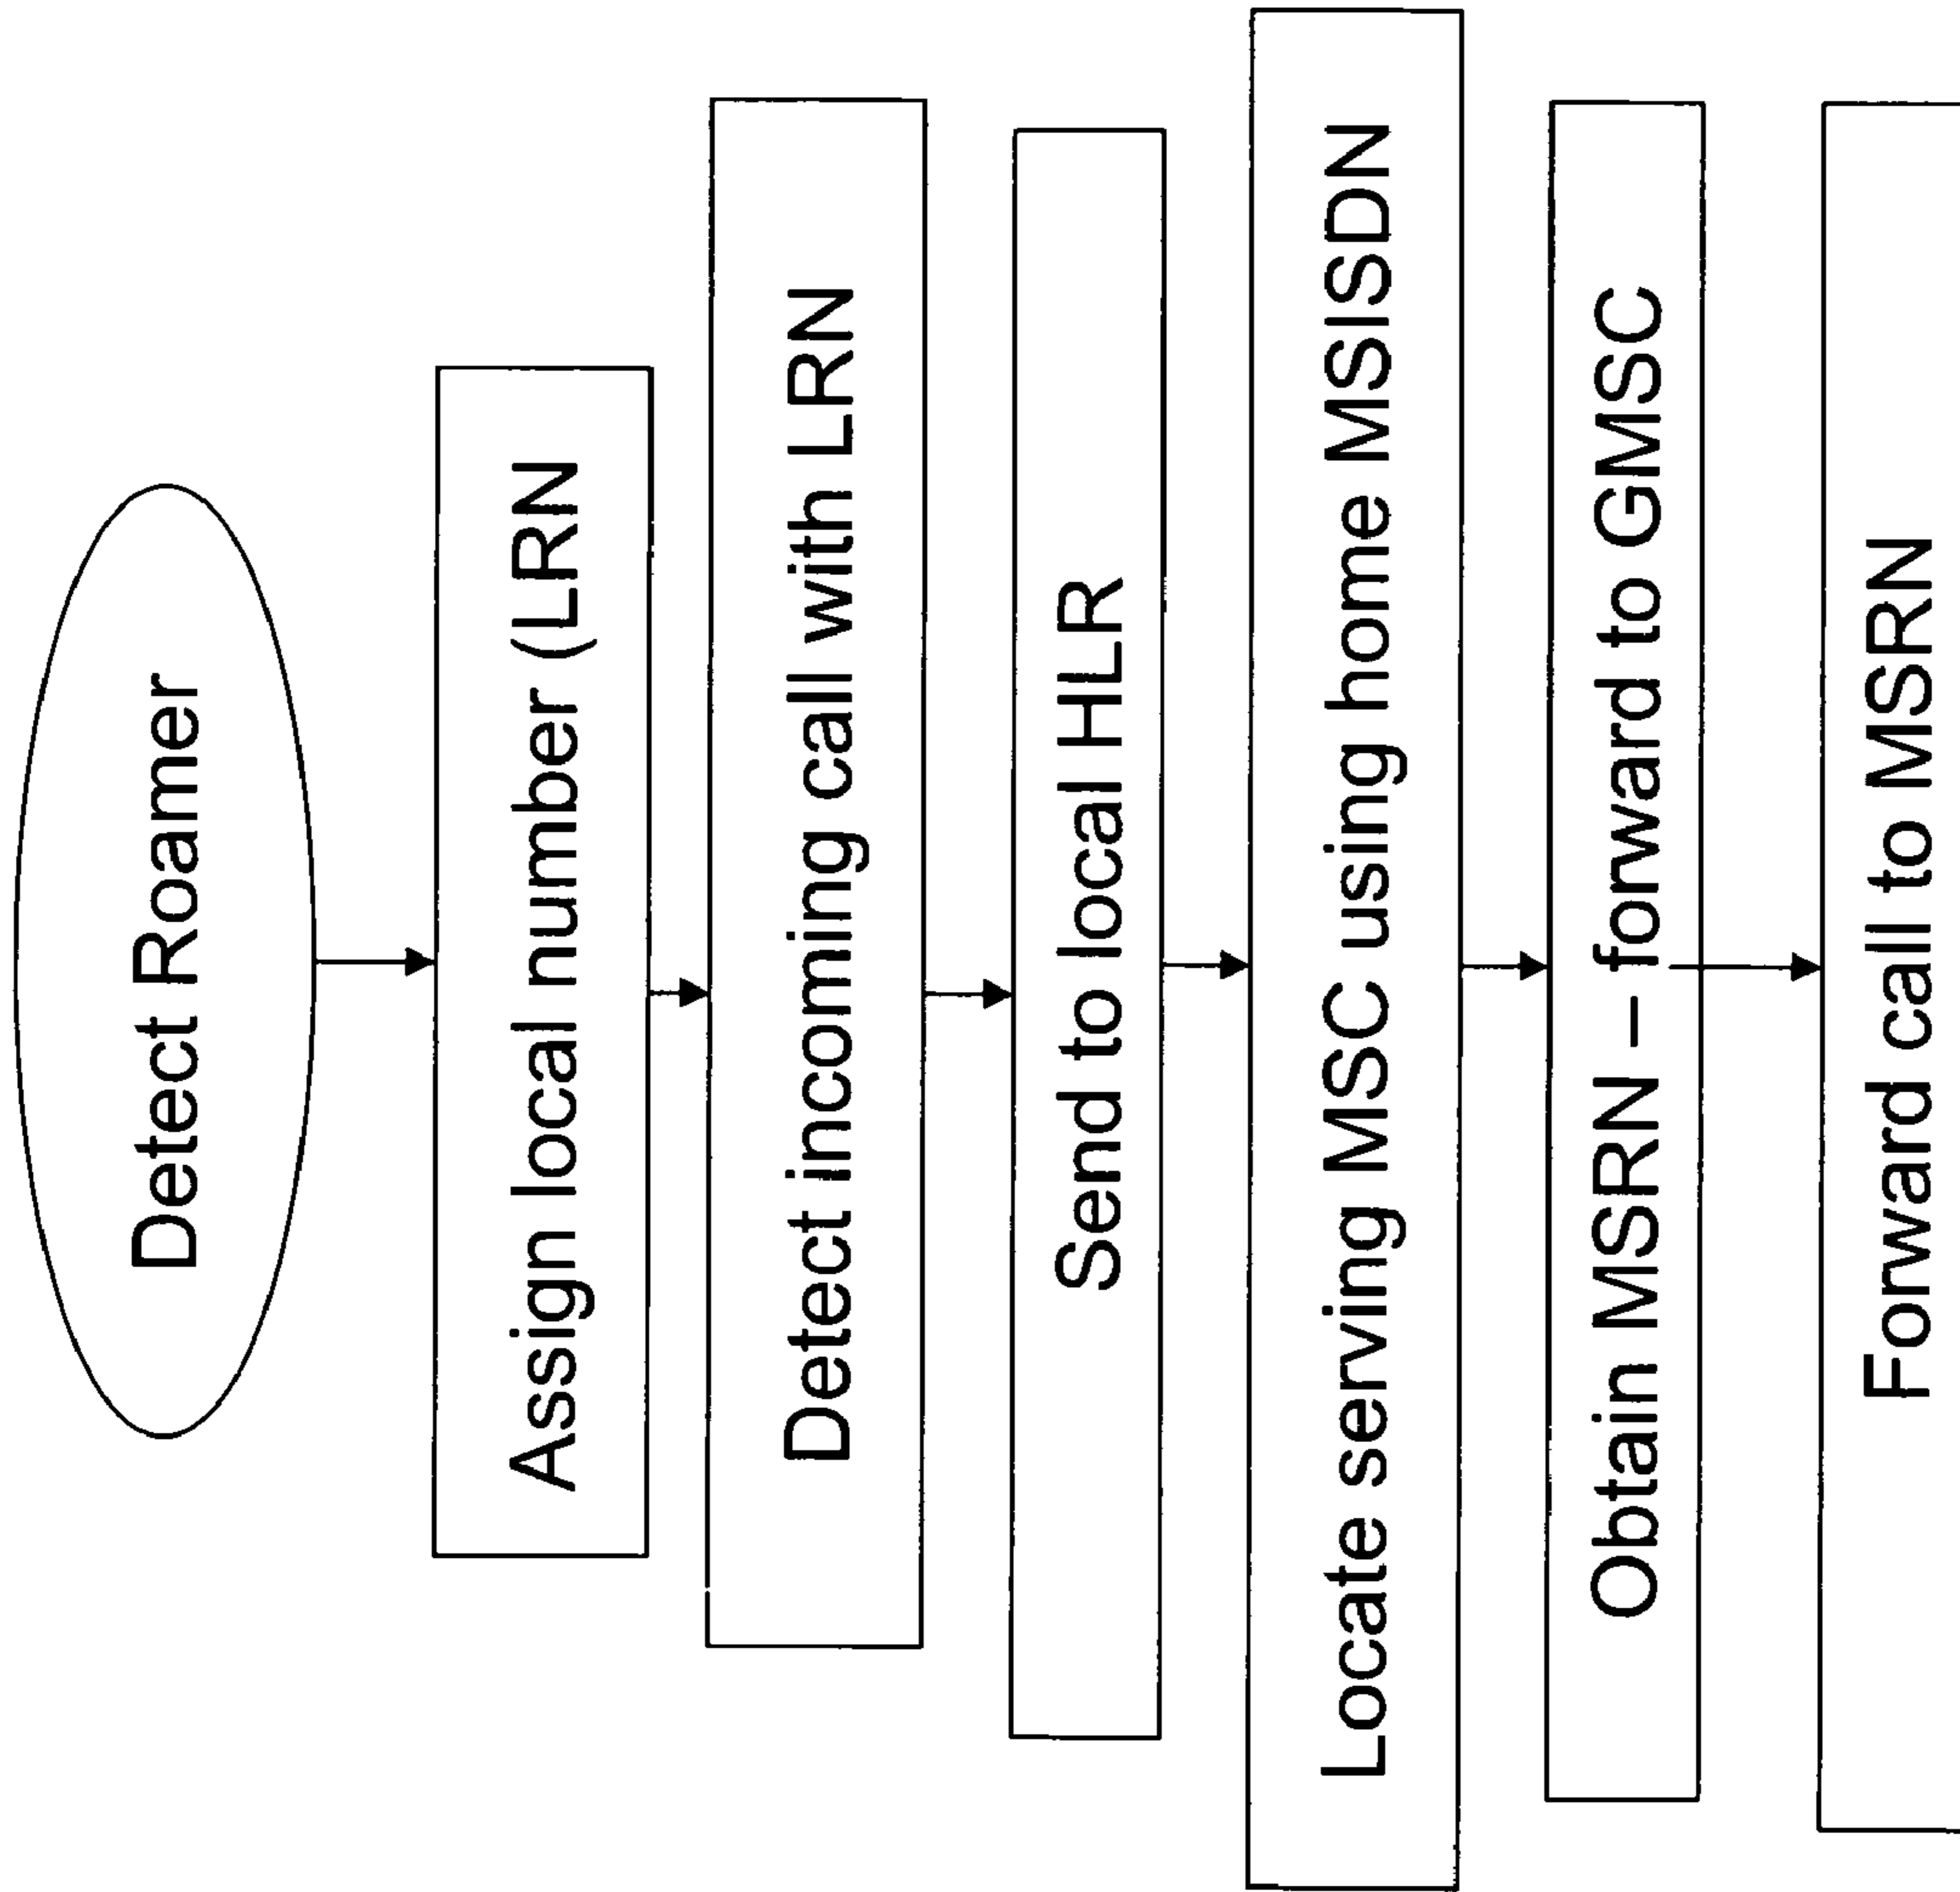 Detect Roamer
Assign local number (LRN
Detect incoming call with LRN
Send to local HLR
Locate serving MSC using home MSISDN
Obtain MSRN – forward to GMSC
Forward call to MSRN